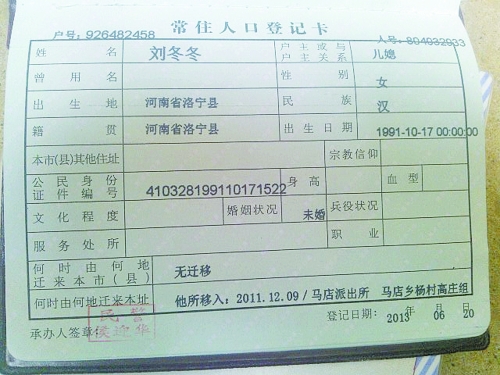 常住人口登记卡
户号: 926482458 人号: 804032933
姓名 刘冬冬 户主或与户主关系 儿媳
曾用名 性别 女
出生地 河南省洛宁县 民族 汉
籍贯 河南省洛宁县 出生日期 1991-10-17 00:00:00
本市(县)其他住址 宗教信仰
公民身份证件编号 410328199110171522 身高 血型
文化程度 婚姻状况 未婚 兵役状况
服务处所 职业
何时由何地迁来本市(县) 无迁移
何时由何地迁来本址 他所移入: 2011.12.09 / 马店派出所 马店乡杨村高庄组
承办人签章: 民警 侯迎华 登记日期: 2013 年 06 月 20 日